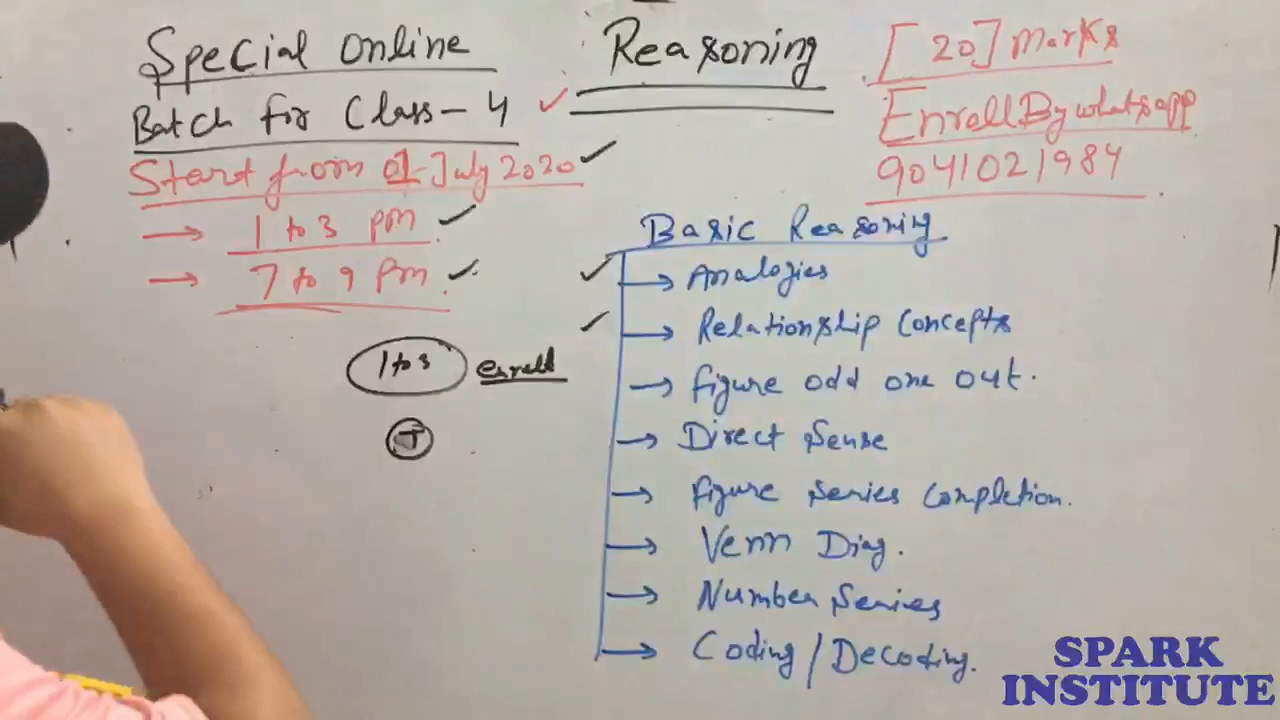 Special Online
Batch for Class-4
Start from 01 July 2020
→ 1 to 3 pm
→ 7 to 9 Pm
1 to 3 enroll
T
Reasoning
[20] Marks
Enroll By whatsapp
9041021984
Basic Reasoning
→ Analogies
→ Relationship Concepts
→ figure odd one out.
→ Direct Sense
→ figure Series Completion.
→ Venn Diag.
→ Number Series
→ Coding/Decoding.
SPARK
INSTITUTE